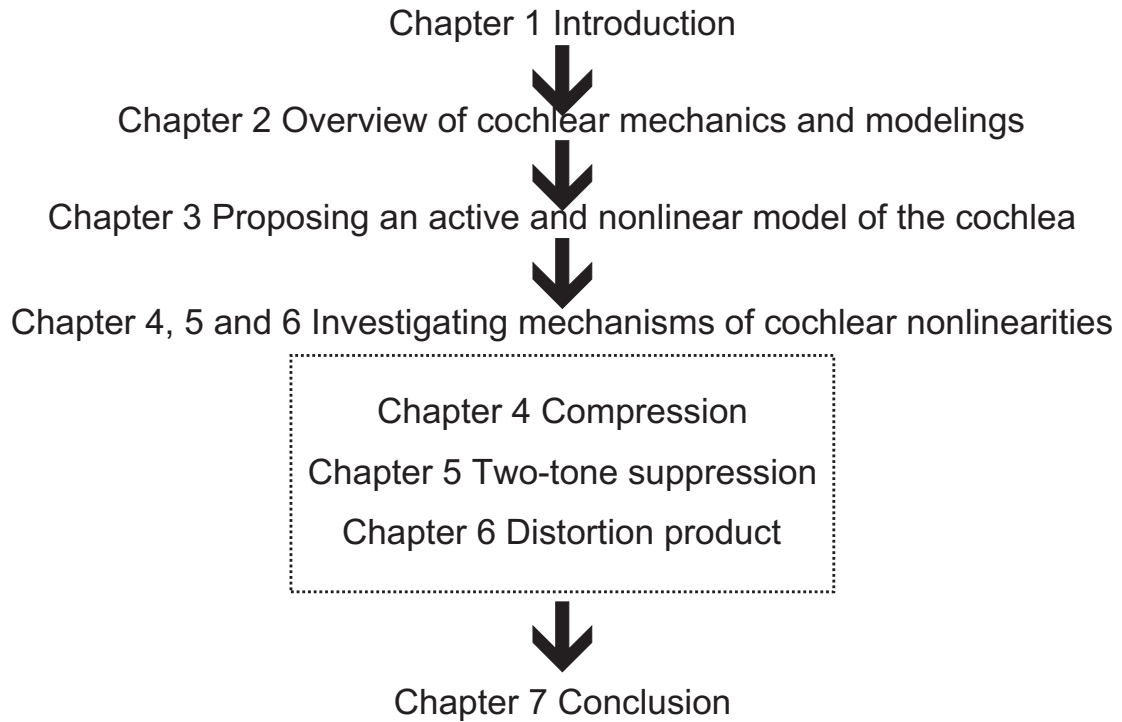 Chapter 1 Introduction
Chapter 2 Overview of cochlear mechanics and modelings
Chapter 3 Proposing an active and nonlinear model of the cochlea
Chapter 4, 5 and 6 Investigating mechanisms of cochlear nonlinearities
Chapter 4 Compression
Chapter 5 Two-tone suppression
Chapter 6 Distortion product
Chapter 7 Conclusion